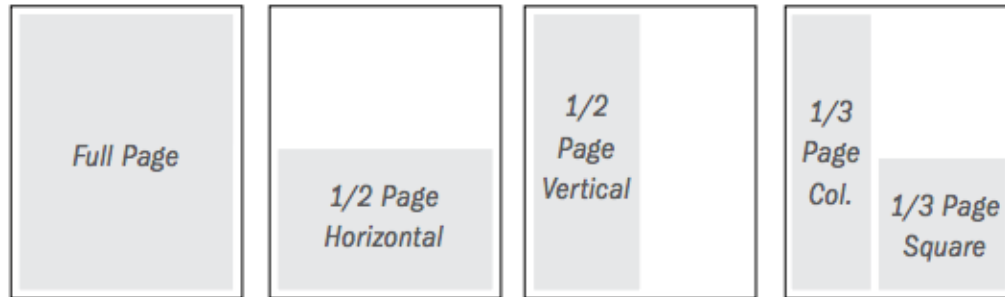 Full Page
1/2 Page
Horizontal
1/2
Page
Vertical
1/3
Page
Col.
1/3 Page
Square